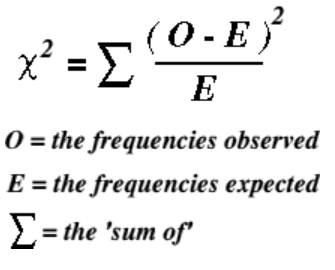 χ² = ∑ (O - E)² / E
O = the frequencies observed
E = the frequencies expected
∑ = the 'sum of'